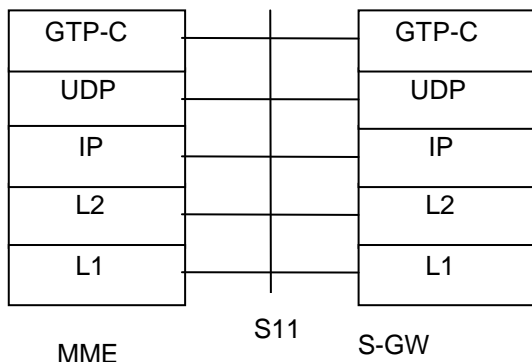 GTP-C GTP-C
UDP UDP
IP IP
L2 L2
L1 L1
S11
MME S-GW